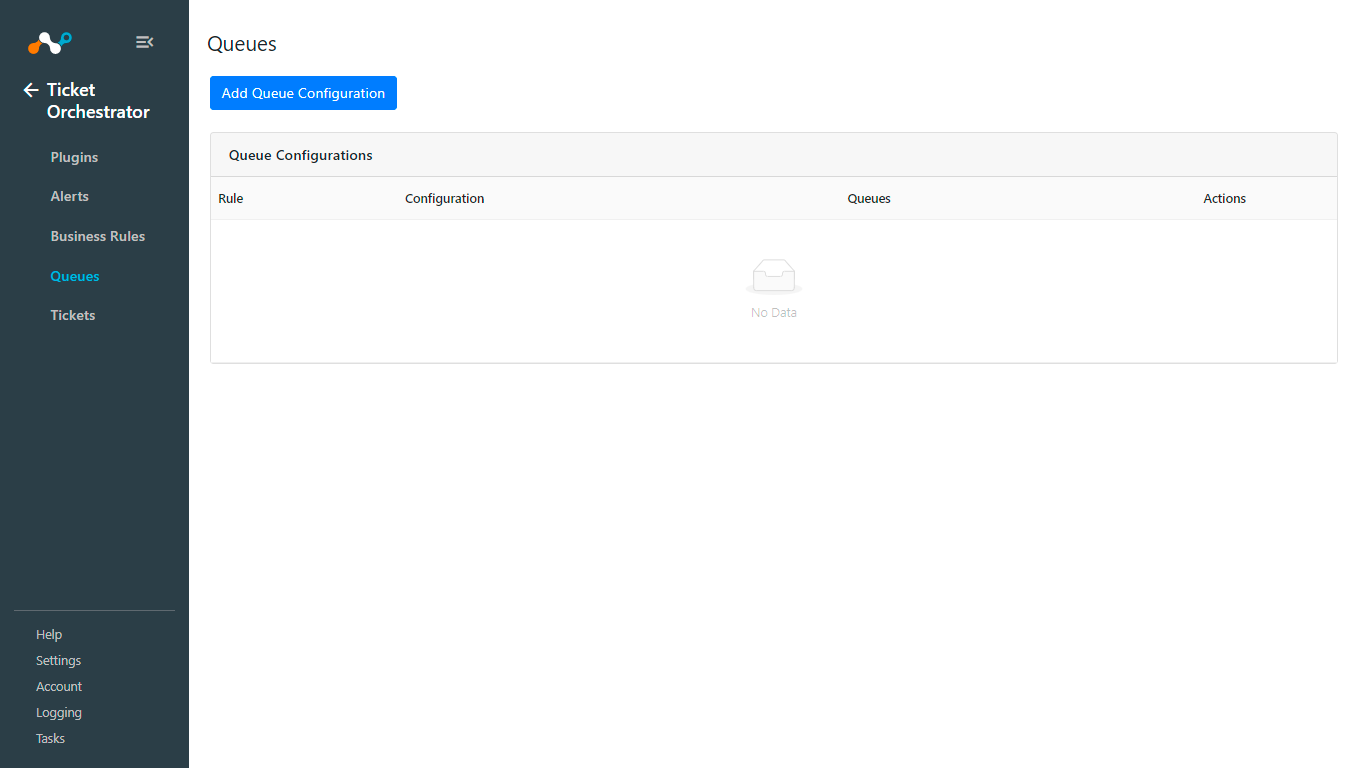 Ticket
Orchestrator
Plugins
Alerts
Business Rules
Queues
Tickets
Help
Settings
Account
Logging
Tasks
Queues
Add Queue Configuration
Queue Configurations
Rule Configuration Queues Actions
No Data